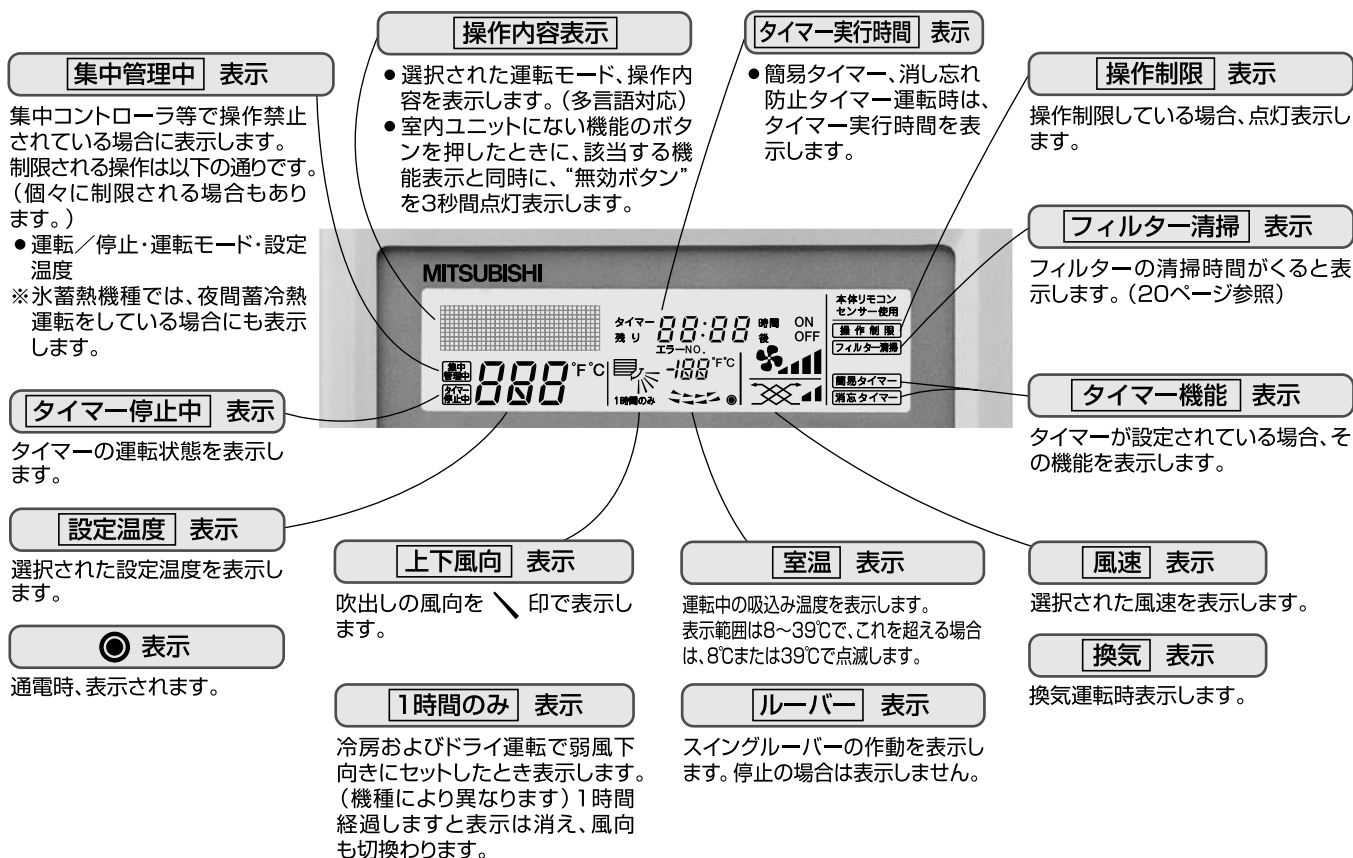 集中管理中 表示
集中コントローラ等で操作禁止
されている場合に表示します。
制限される操作は以下の通りです。
(個々に制限される場合もあり
ます。)
●運転／停止・運転モード・設定
温度
※氷蓄熱機種では、夜間蓄冷熱
運転をしている場合にも表示
します。
タイマー停止中 表示
タイマーの運転状態を表示し
ます。
設定温度 表示
選択された設定温度を表示し
ます。
◉ 表示
通電時、表示されます。
操作内容表示
●選択された運転モード、操作内
容を表示します。(多言語対応)
●室内ユニットにない機能のボタ
ンを押したときに、該当する機
能表示と同時に、“無効ボタン”
を3秒間点灯表示します。
タイマー実行時間 表示
●簡易タイマー、消し忘れ
防止タイマー運転時は、
タイマー実行時間を表
示します。
操作制限 表示
操作制限している場合、点灯表示し
ます。
フィルター清掃 表示
フィルターの清掃時間がくると表
示します。(20ページ参照)
タイマー機能 表示
タイマーが設定されている場合、そ
の機能を表示します。
MITSUBISHI
タイマー
残り
88:88
時間
後
ON
OFF
エラーNO.
本体リモコン
センサー使用
操作制限
フィルター清掃
簡易タイマー
消忘タイマー
集中
管理中
タイマー
停止中
888 °F°C
-188 °F°C
1時間のみ
上下風向 表示
吹出しの風向を ╲ 印で表示し
ます。
1時間のみ 表示
冷房およびドライ運転で弱風下
向きにセットしたとき表示します。
(機種により異なります)1時間
経過しますと表示は消え、風向
も切換わります。
室温 表示
運転中の吸込み温度を表示します。
表示範囲は8～39℃で、これを超える場合
は、8℃または39℃で点滅します。
ルーバー 表示
スイングルーバーの作動を表示し
ます。停止の場合は表示しません。
風速 表示
選択された風速を表示します。
換気 表示
換気運転時表示します。